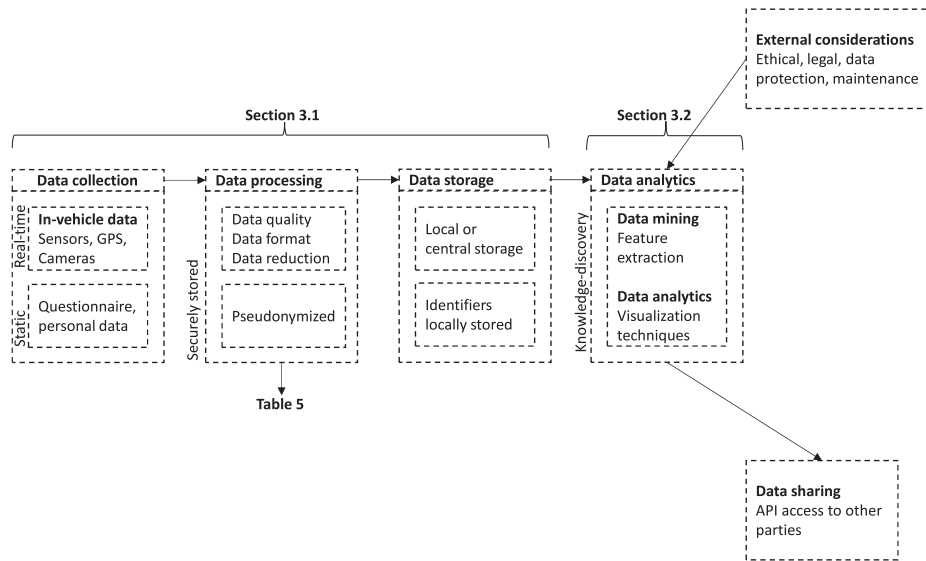 External considerations
Ethical, legal, data
protection, maintenance
Section 3.1
Section 3.2
Data collection
Data processing
Data storage
Data analytics
Real-time
In-vehicle data
Sensors, GPS,
Cameras
Static
Questionnaire,
personal data
Securely stored
Data quality
Data format
Data reduction
Pseudonymized
Local or
central storage
Identifiers
locally stored
Knowledge-discovery
Data mining
Feature
extraction
Data analytics
Visualization
techniques
Table 5
Data sharing
API access to other
parties